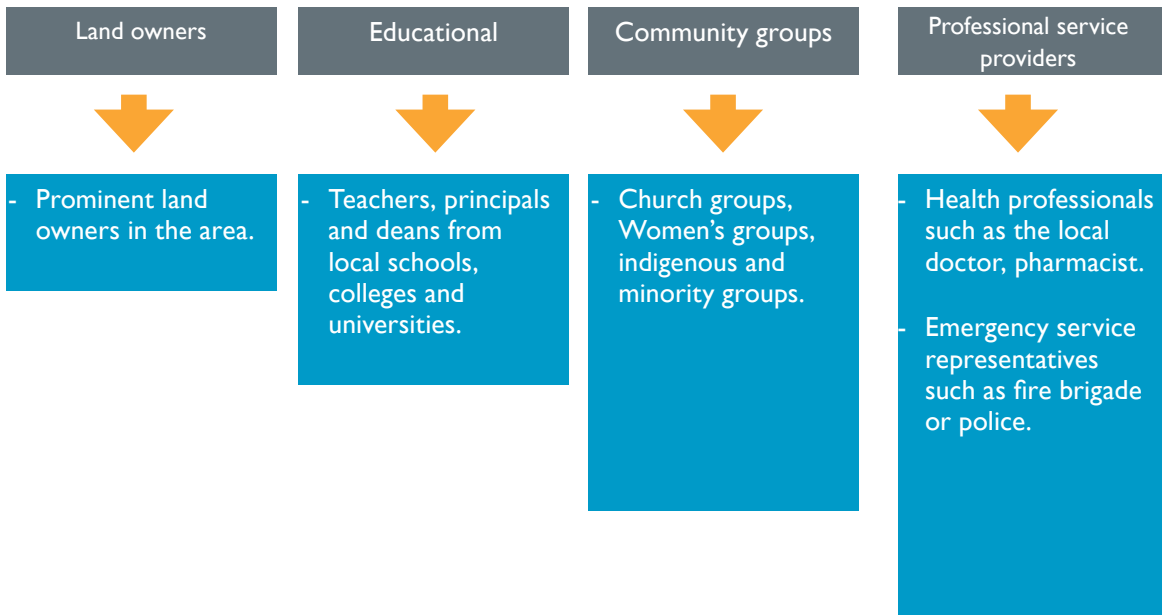 Land owners
Educational
Community groups
Professional service
providers
- Prominent land
owners in the area.
- Teachers, principals
and deans from
local schools,
colleges and
universities.
- Church groups,
Women's groups,
indigenous and
minority groups.
- Health professionals
such as the local
doctor, pharmacist.
- Emergency service
representatives
such as fire brigade
or police.